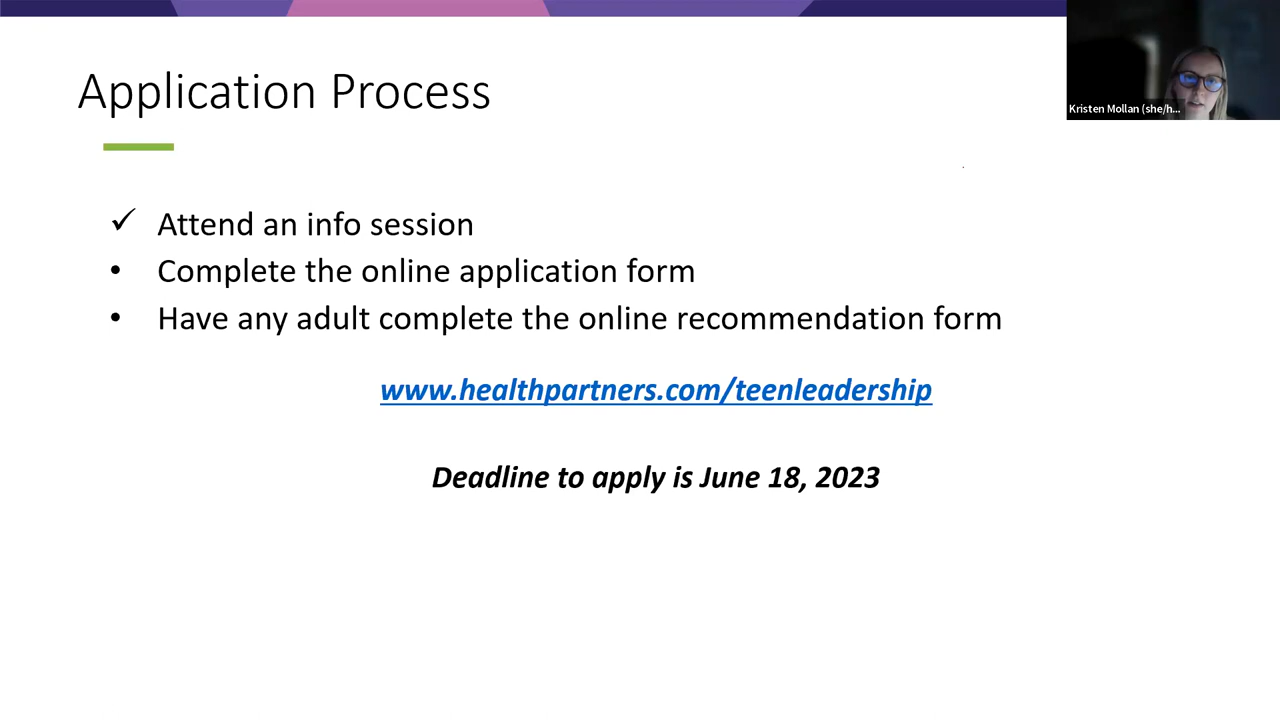 Application Process
Kristen Mollan (she/h...
✓ Attend an info session
• Complete the online application form
• Have any adult complete the online recommendation form
www.healthpartners.com/teenleadership
Deadline to apply is June 18, 2023